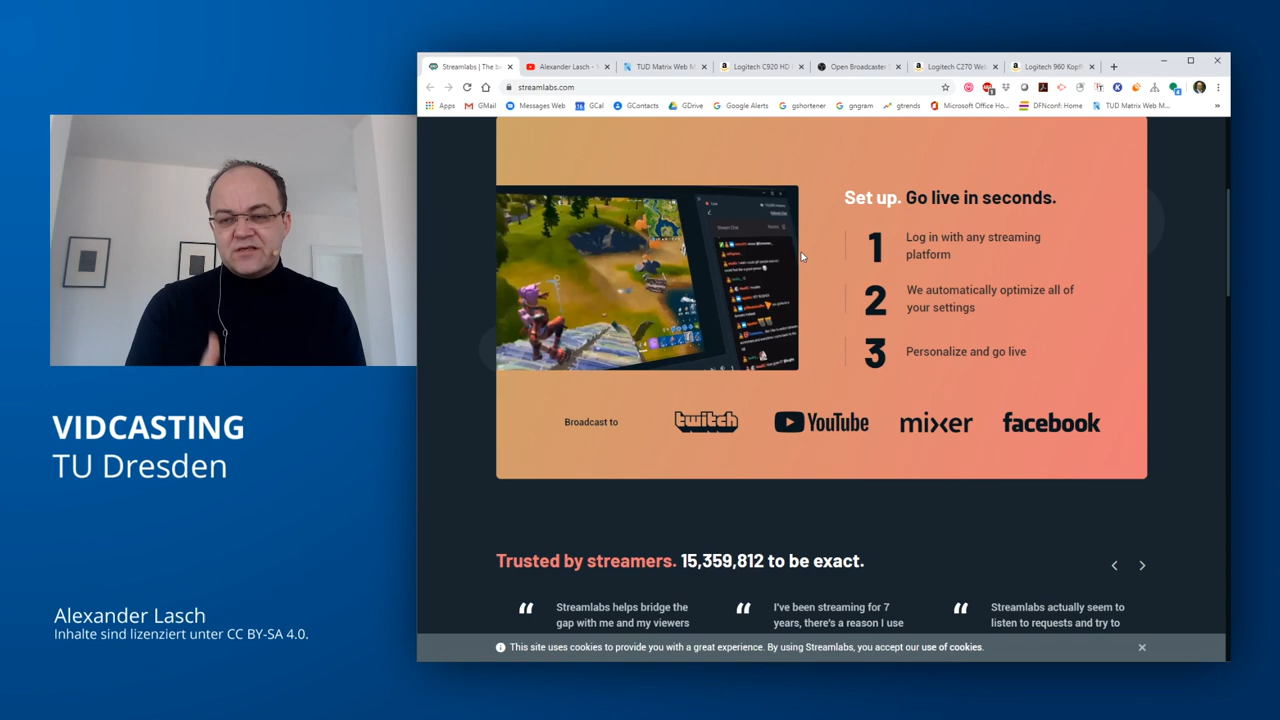 VIDCASTING
TU Dresden
Alexander Lasch
Inhalte sind lizenziert unter CC BY-SA 4.0.
Streamlabs | The b
Alexander Lasch -
TUD Matrix Web M
Logitech C920 HD
Open Broadcaster
Logitech C270 Web
Logitech 960 Kopf
streamlabs.com
Apps GMail Messages Web GCal GContacts GDrive Google Alerts gshortener gngram gtrends Microsoft Office Ho... DFNconf: Home TUD Matrix Web M... »
Set up. Go live in seconds.
1 Log in with any streaming
platform
2 We automatically optimize all of
your settings
3 Personalize and go live
Broadcast to twitch YouTube mixer facebook
Trusted by streamers. 15,359,812 to be exact.
“ Streamlabs helps bridge the
gap with me and my viewers
“ I've been streaming for 7
years, there's a reason I use
“ Streamlabs actually seem to
listen to requests and try to
This site uses cookies to provide you with a great experience. By using Streamlabs, you accept our use of cookies.